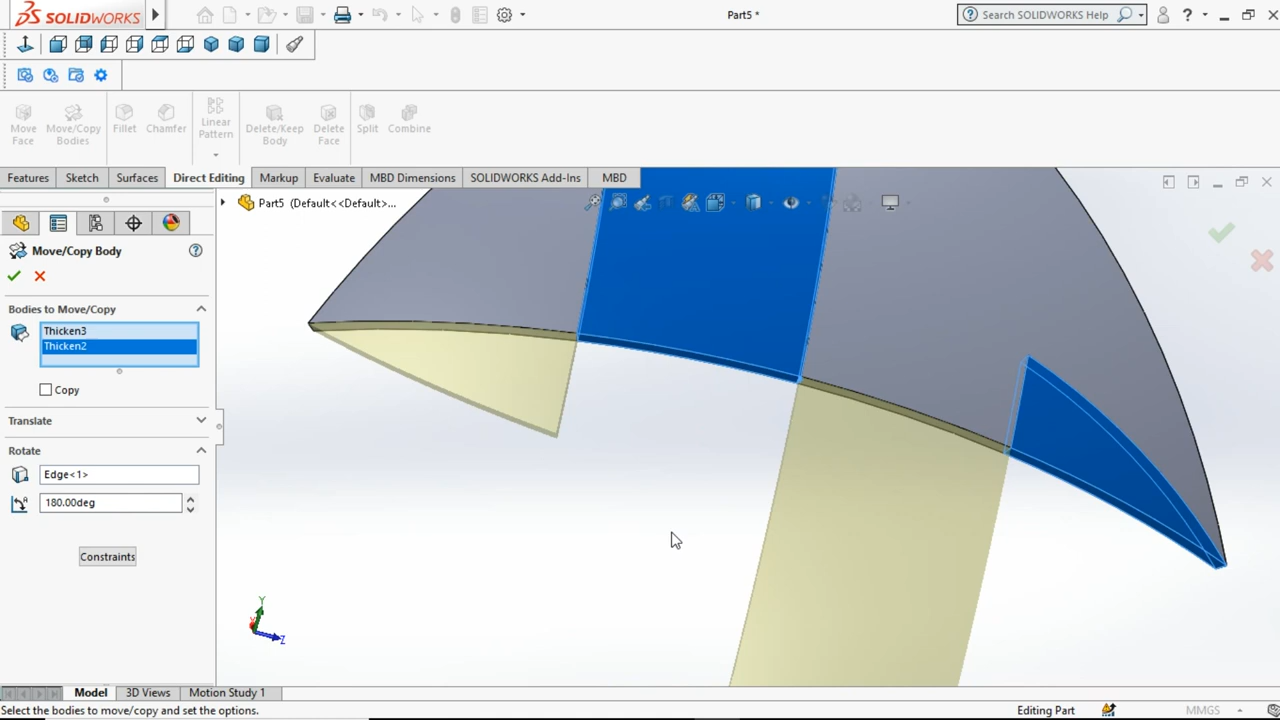 SOLIDWORKS
Part5 *
Search SOLIDWORKS Help
?
Move Face
Move/Copy Bodies
Fillet
Chamfer
Linear Pattern
Delete/Keep Body
Delete Face
Split
Combine
Features
Sketch
Surfaces
Direct Editing
Markup
Evaluate
MBD Dimensions
SOLIDWORKS Add-Ins
MBD
Part5 (Default<<Default>...
Move/Copy Body
Bodies to Move/Copy
Thicken3
Thicken2
Copy
Translate
Rotate
Edge<1>
180.00deg
Constraints
Y
Z
Model
3D Views
Motion Study 1
Select the bodies to move/copy and set the options.
Editing Part
MMGS